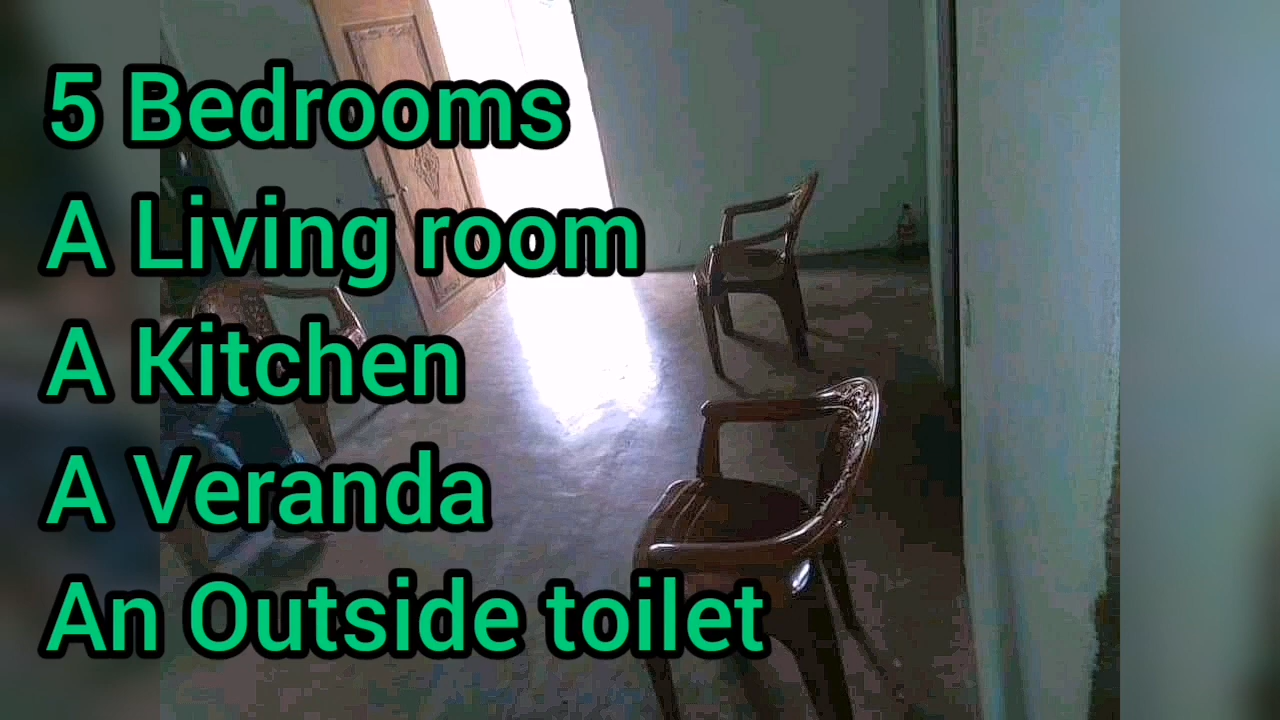 5 Bedrooms
A Living room
A Kitchen
A Veranda
An Outside toilet